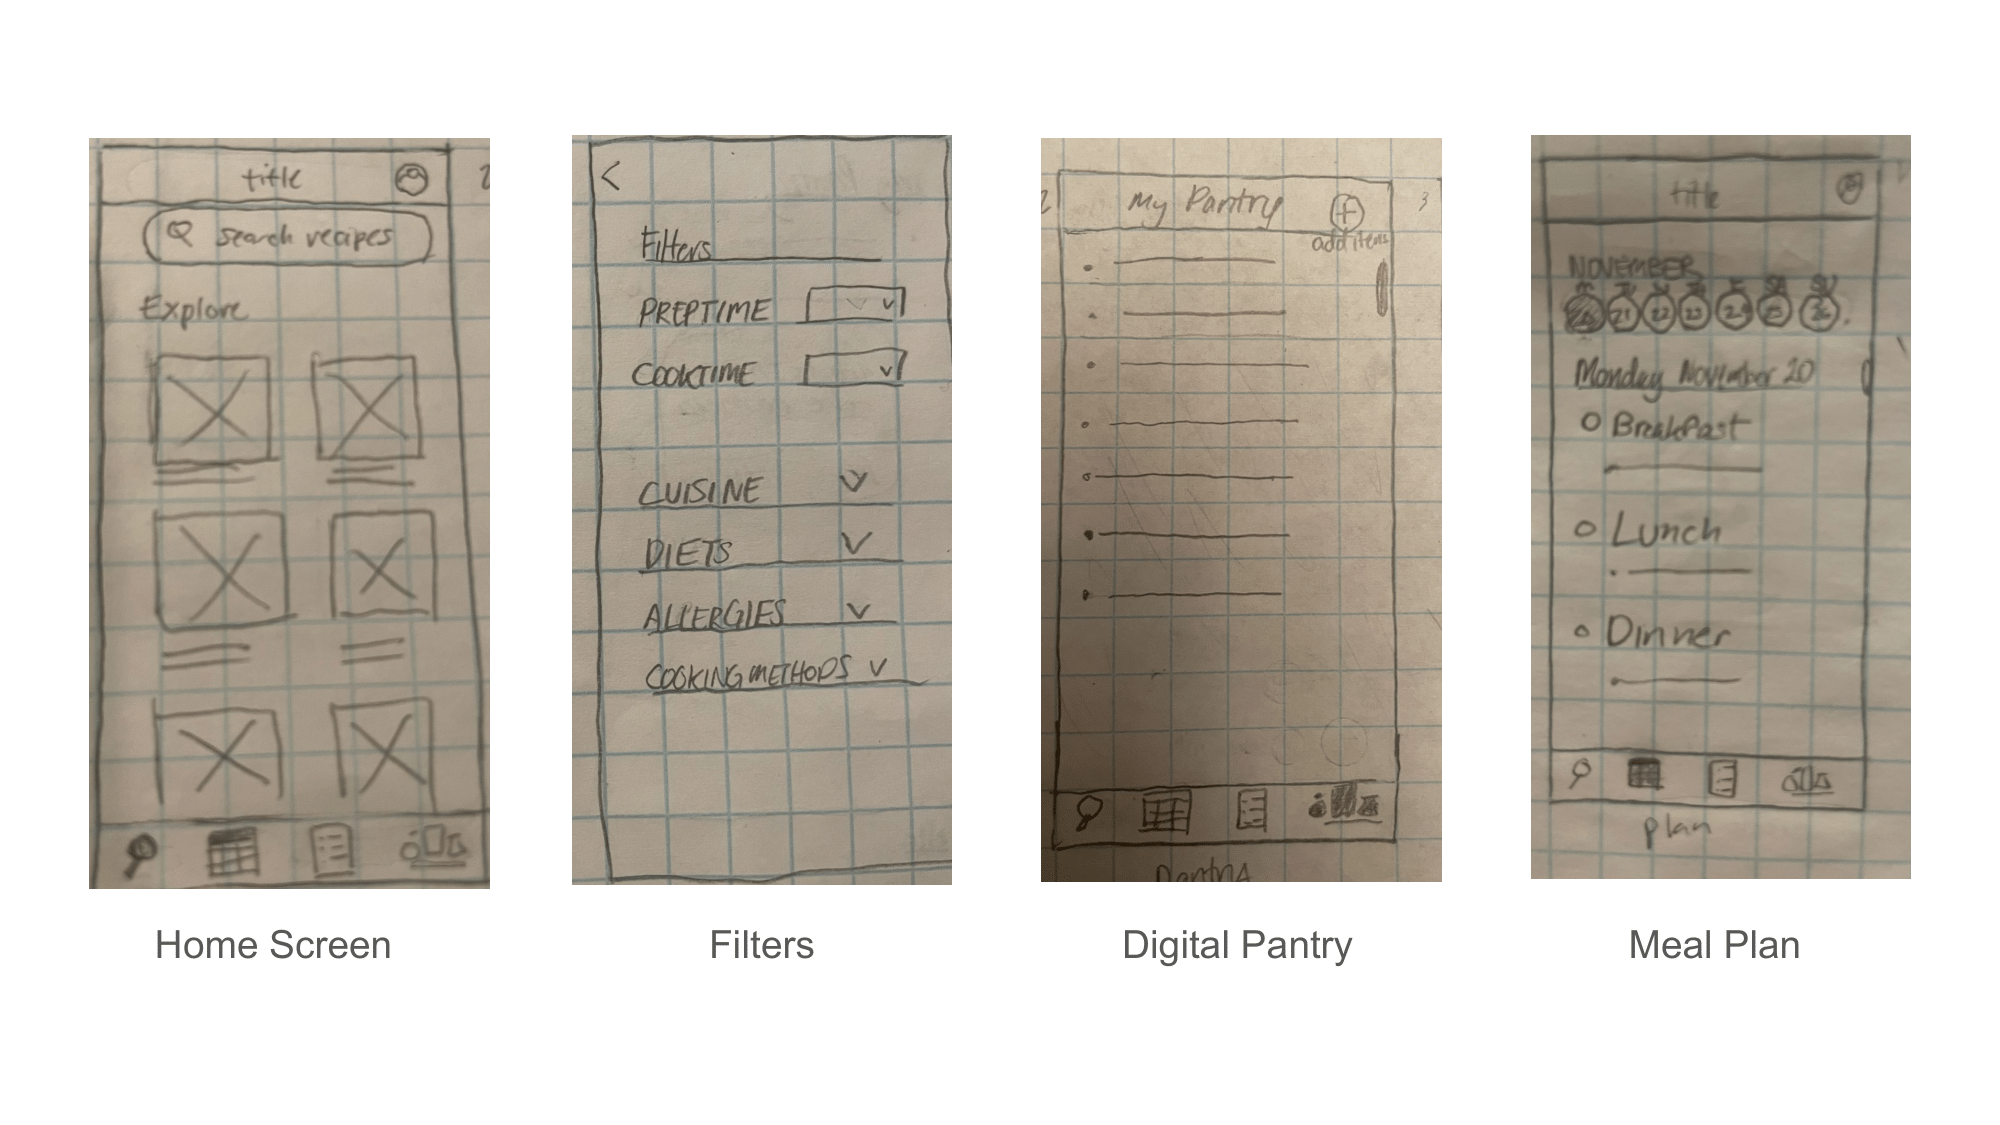 title
search recipes
Explore
Home Screen
<
Filters
PREPTIME
COOKTIME
CUISINE
DIETS
ALLERGIES
COOKING METHODS
Filters
2
My Pantry
3
add items
pantry
Digital Pantry
title
NOVEMBER
21 22 23 25 26
Monday November 20
Breakfast
Lunch
Dinner
plan
Meal Plan